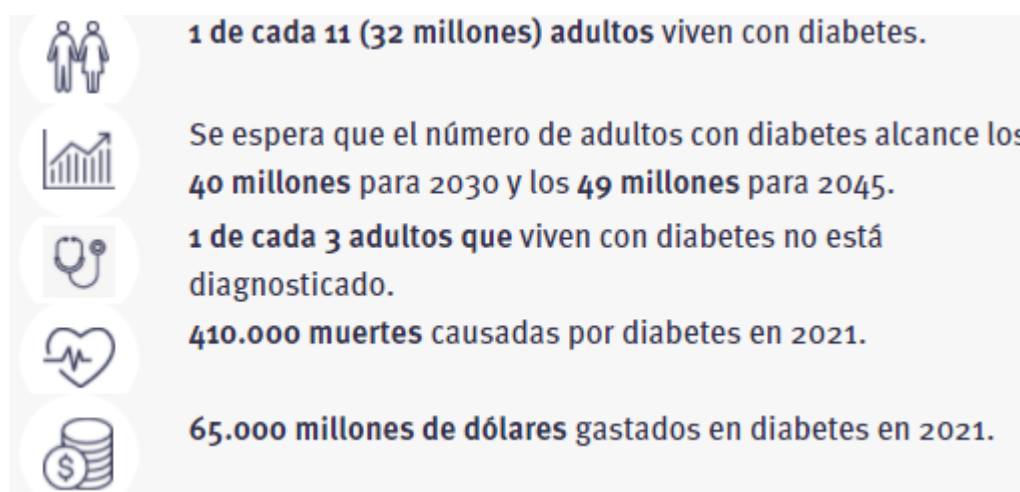 1 de cada 11 (32 millones) adultos viven con diabetes.
Se espera que el número de adultos con diabetes alcance los
40 millones para 2030 y los 49 millones para 2045.
1 de cada 3 adultos que viven con diabetes no está
diagnosticado.
410.000 muertes causadas por diabetes en 2021.
65.000 millones de dólares gastados en diabetes en 2021.
$